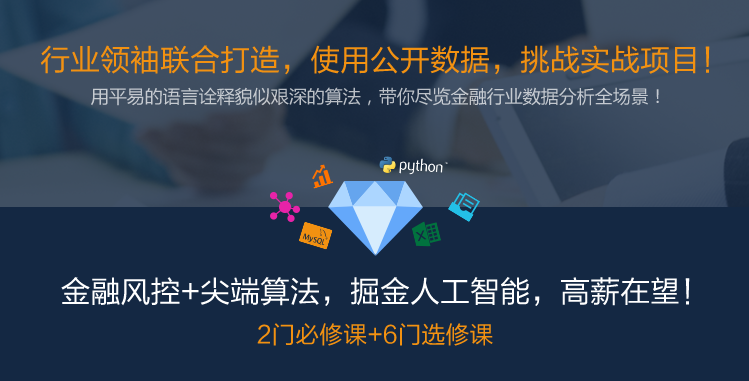 行业领袖联合打造，使用公开数据，挑战实战项目！
用平易的语言诠释貌似艰深的算法，带你尽览金融行业数据分析全场景！
python
MySQL
金融风控+尖端算法，掘金人工智能，高薪在望！
2门必修课+6门选修课